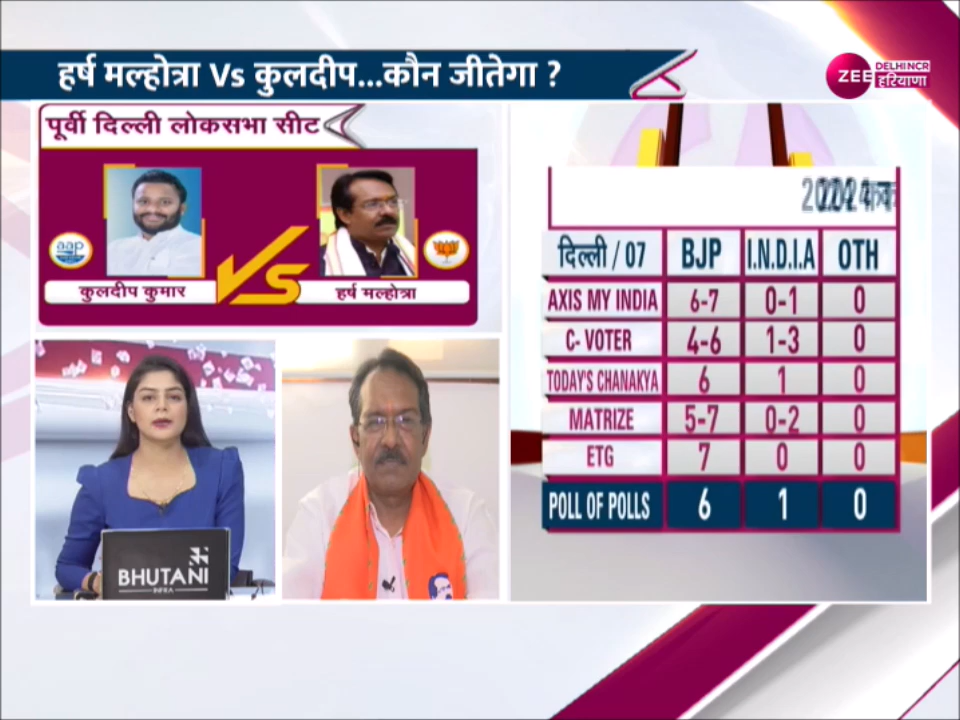 हर्ष मल्होत्रा Vs कुलदीप...कौन जीतेगा ?
ZEE DELHI NCR
हरियाणा
पूर्वी दिल्ली लोकसभा सीट
aap
VS
कुलदीप कुमार
हर्ष मल्होत्रा
BHUTANI
INFRA
दिल्ली / 07 BJP I.N.D.I.A OTH
AXIS MY INDIA 6-7 0-1 0
C- VOTER 4-6 1-3 0
TODAY'S CHANAKYA 6 1 0
MATRIZE 5-7 0-2 0
ETG 7 0 0
POLL OF POLLS 6 1 0